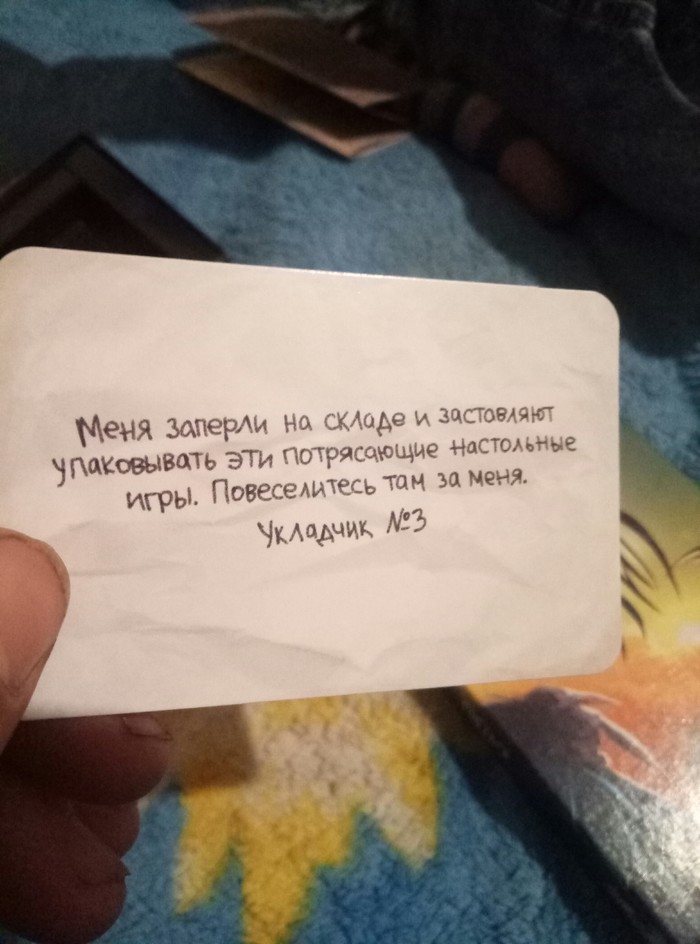 Меня заперли на складе и заставляют
упаковывать эти потрясающие настольные
игры. Повеселитесь там за меня.
Укладчик №3